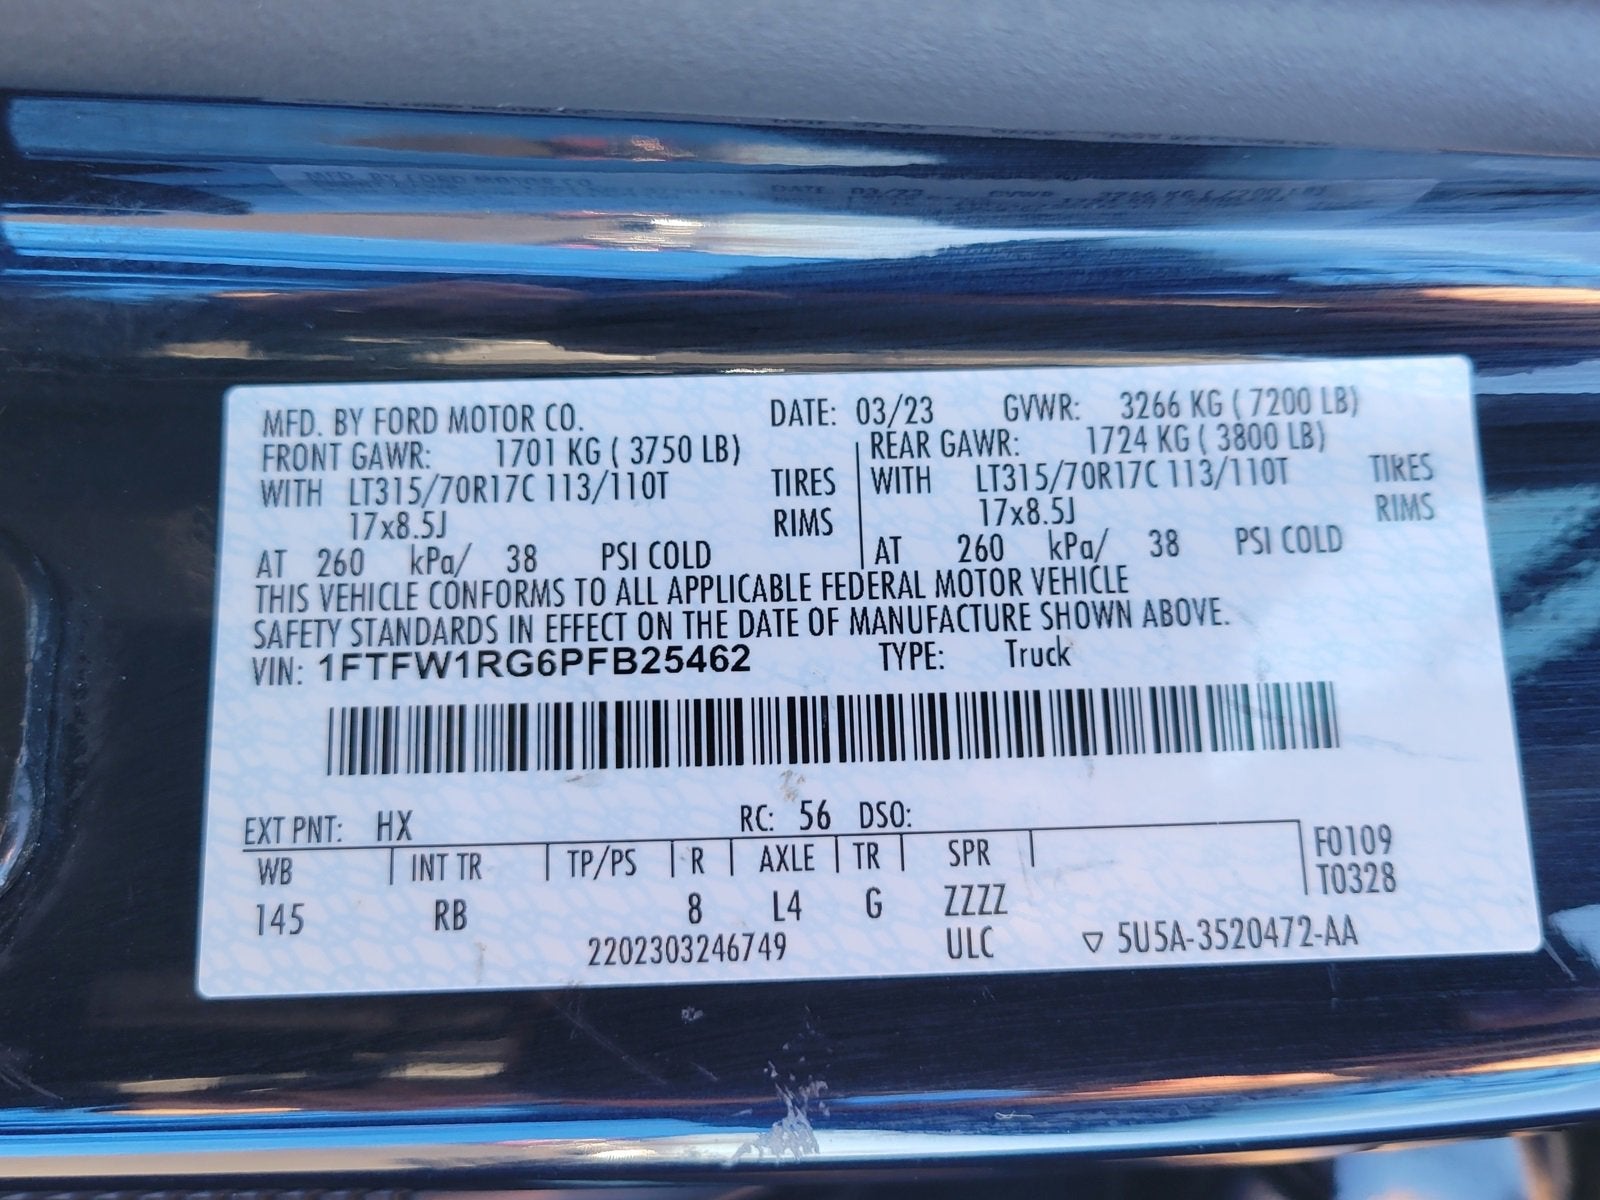 MFD. BY FORD MOTOR CO. DATE: 03/23 GVWR: 3266 KG ( 7200 LB)
FRONT GAWR: 1701 KG ( 3750 LB) REAR GAWR: 1724 KG ( 3800 LB)
WITH LT315/70R17C 113/110T TIRES WITH LT315/70R17C 113/110T TIRES
17x8.5J RIMS 17x8.5J RIMS
AT 260 kPa/ 38 PSI COLD AT 260 kPa/ 38 PSI COLD
THIS VEHICLE CONFORMS TO ALL APPLICABLE FEDERAL MOTOR VEHICLE
SAFETY STANDARDS IN EFFECT ON THE DATE OF MANUFACTURE SHOWN ABOVE.
VIN: 1FTFW1RG6PFB25462 TYPE: Truck
EXT PNT: HX RC: 56 DSO:
WB INT TR TP/PS R AXLE TR SPR F0109
T0328
145 RB 8 L4 G ZZZZ
2202303246749 ULC 5U5A-3520472-AA